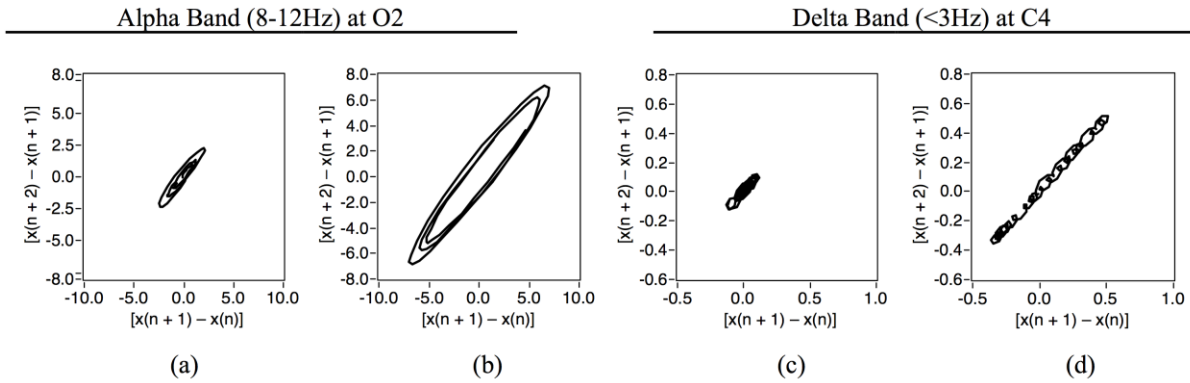 Alpha Band (8-12Hz) at O2
Delta Band (<3Hz) at C4
8.0
5.0
2.5
0.0
-2.5
-5.0
-8.0
[x(n + 2) – x(n + 1)]
-10.0 -5.0 0.0 5.0 10.0
[x(n + 1) – x(n)]
(a)
8.0
6.0
4.0
2.0
0.0
-2.0
-4.0
-6.0
-8.0
[x(n + 2) – x(n + 1)]
-10.0 -5.0 0.0 5.0 10.0
[x(n + 1) – x(n)]
(b)
0.8
0.6
0.4
0.2
0.0
-0.2
-0.4
-0.6
[x(n + 2) – x(n + 1)]
-0.5 0.0 0.5 1.0
[x(n + 1) – x(n)]
(c)
0.8
0.6
0.4
0.2
0.0
-0.2
-0.4
-0.6
[x(n + 2) – x(n + 1)]
-0.5 0.0 0.5 1.0
[x(n + 1) – x(n)]
(d)